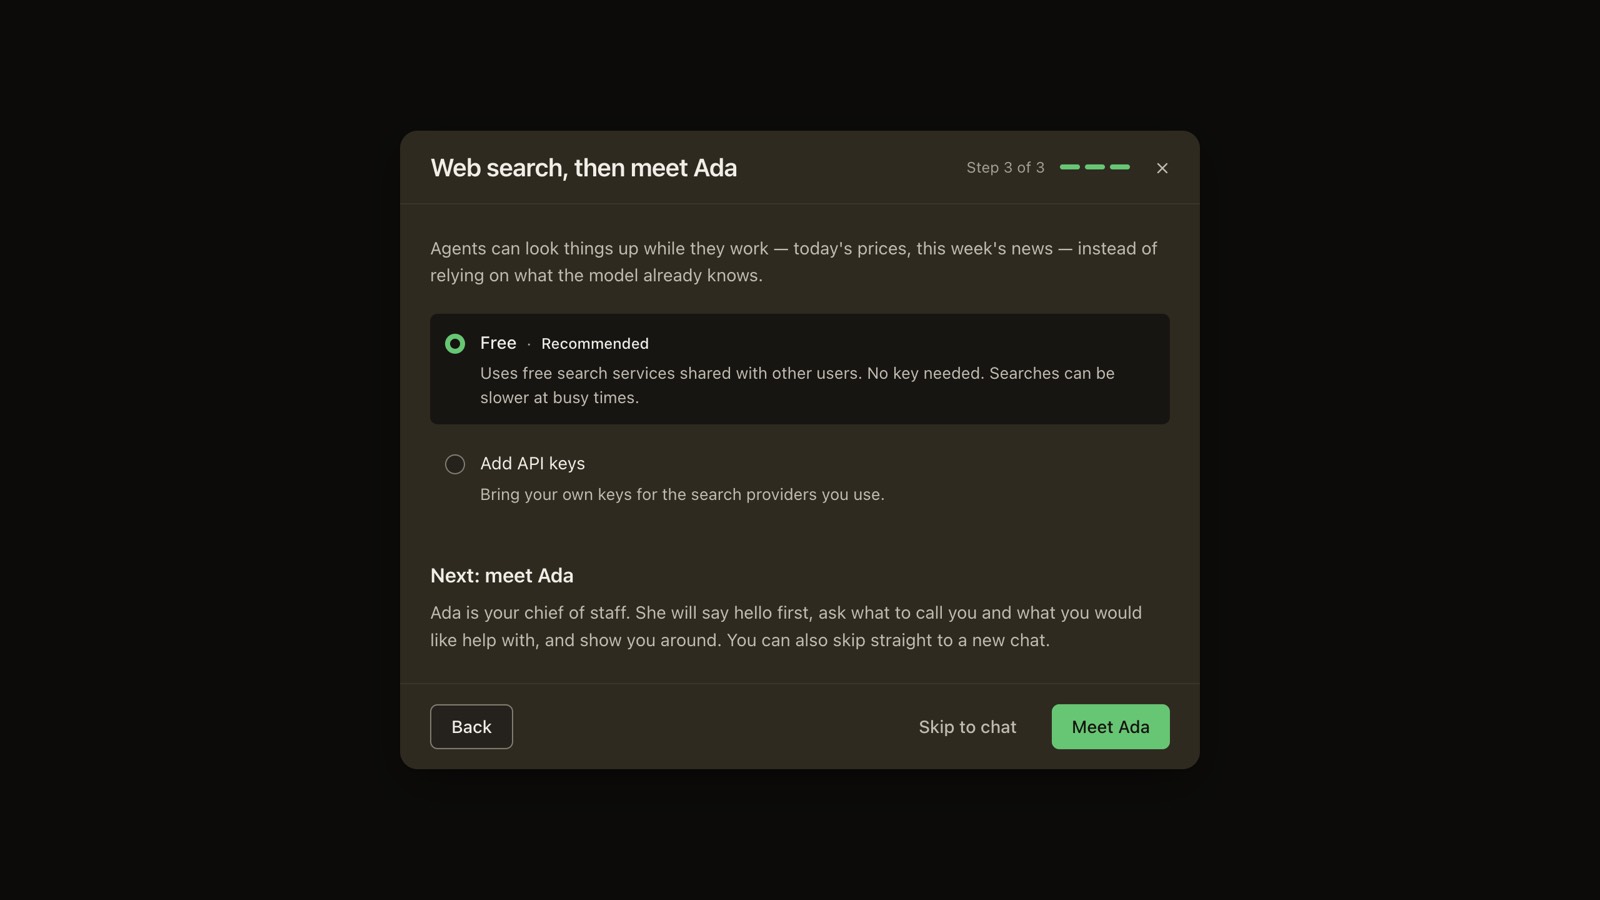 Web search, then meet Ada
Step 3 of 3
Agents can look things up while they work — today's prices, this week's news — instead of
relying on what the model already knows.
Free · Recommended
Uses free search services shared with other users. No key needed. Searches can be
slower at busy times.
Add API keys
Bring your own keys for the search providers you use.
Next: meet Ada
Ada is your chief of staff. She will say hello first, ask what to call you and what you would
like help with, and show you around. You can also skip straight to a new chat.
Back
Skip to chat
Meet Ada